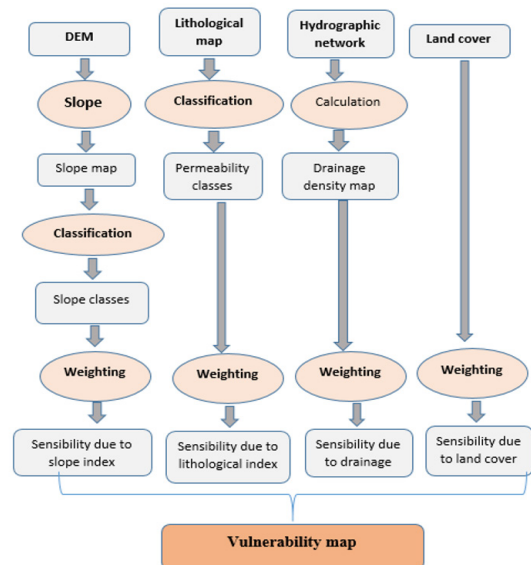 DEM
Lithological
map
Hydrographic
network
Land cover
Slope
Classification
Calculation
Slope map
Permeability
classes
Drainage
density map
Classification
Slope classes
Weighting
Weighting
Weighting
Weighting
Sensibility due to
slope index
Sensibility due to
lithological index
Sensibility due
to drainage
Sensibility due
to land cover
Vulnerability map